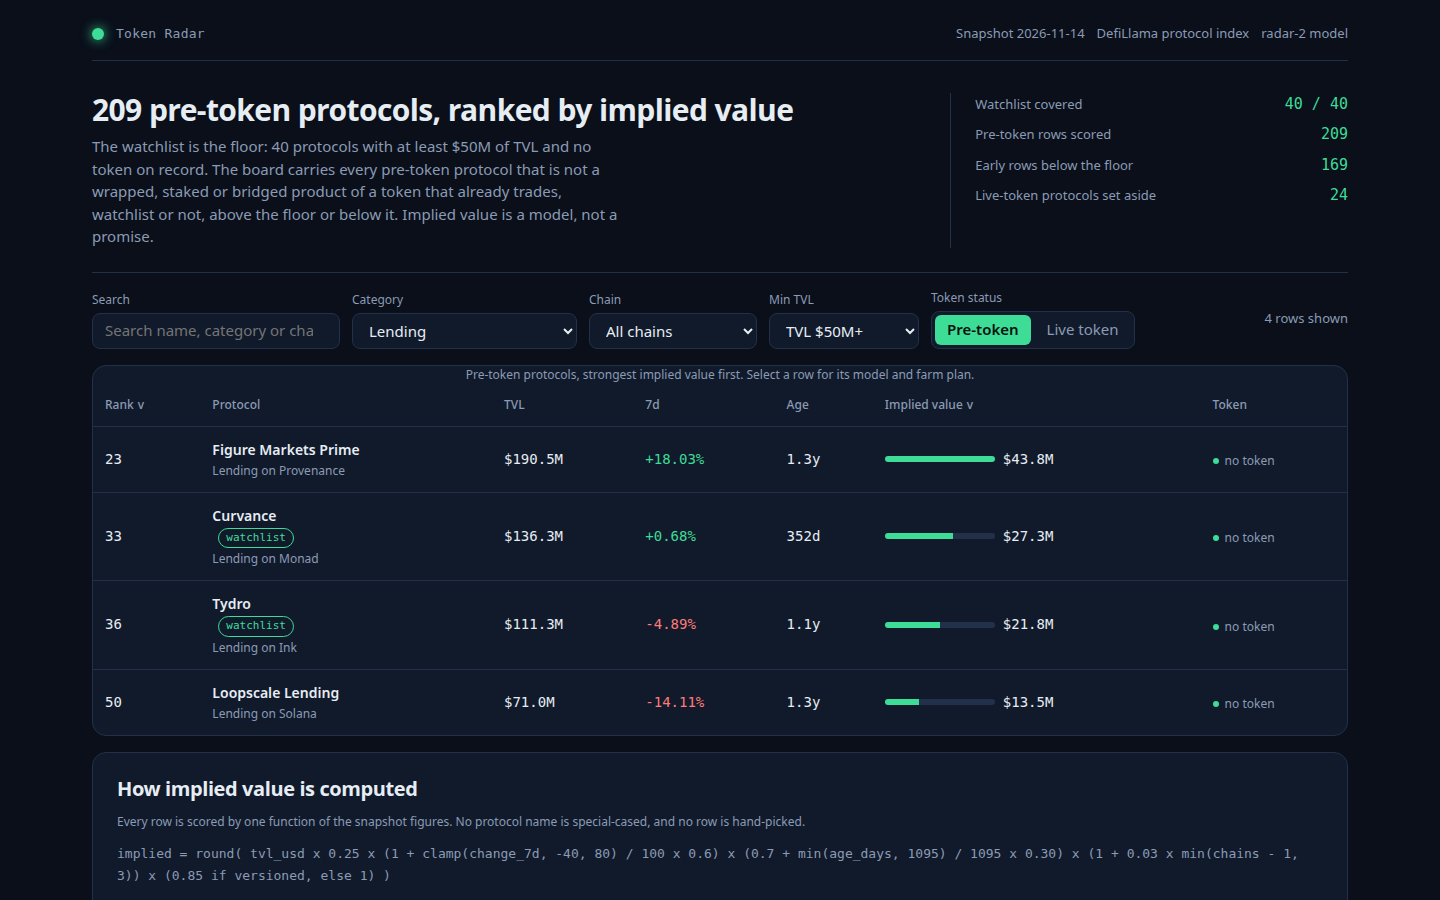 Token Radar
Snapshot 2026-11-14 DefiLlama protocol index radar-2 model
209 pre-token protocols, ranked by implied value
The watchlist is the floor: 40 protocols with at least $50M of TVL and no
token on record. The board carries every pre-token protocol that is not a
wrapped, staked or bridged product of a token that already trades,
watchlist or not, above the floor or below it. Implied value is a model, not a
promise.
Watchlist covered 40 / 40
Pre-token rows scored 209
Early rows below the floor 169
Live-token protocols set aside 24
Search
Search name, category or cha
Category
Lending
Chain
All chains
Min TVL
TVL $50M+
Token status
Pre-token Live token
4 rows shown
Pre-token protocols, strongest implied value first. Select a row for its model and farm plan.
Rank v Protocol TVL 7d Age Implied value v Token
23 Figure Markets Prime $190.5M +18.03% 1.3y $43.8M no token
Lending on Provenance
33 Curvance $136.3M +0.68% 352d $27.3M no token
watchlist
Lending on Monad
36 Tydro $111.3M -4.89% 1.1y $21.8M no token
watchlist
Lending on Ink
50 Loopscale Lending $71.0M -14.11% 1.3y $13.5M no token
Lending on Solana
How implied value is computed
Every row is scored by one function of the snapshot figures. No protocol name is special-cased, and no row is hand-picked.
implied = round( tvl_usd x 0.25 x (1 + clamp(change_7d, -40, 80) / 100 x 0.6) x (0.7 + min(age_days, 1095) / 1095 x 0.30) x (1 + 0.03 x min(chains - 1,
3)) x (0.85 if versioned, else 1) )